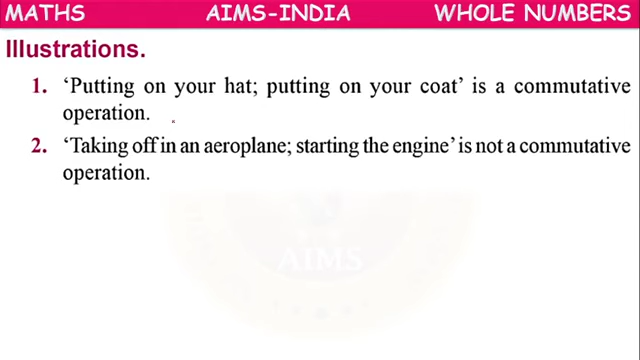 MATHS AIMS-INDIA WHOLE NUMBERS
Illustrations.
1. ‘Putting on your hat; putting on your coat’ is a commutative
operation.
2. ‘Taking off in an aeroplane; starting the engine’ is not a commutative
operation.
AIMS